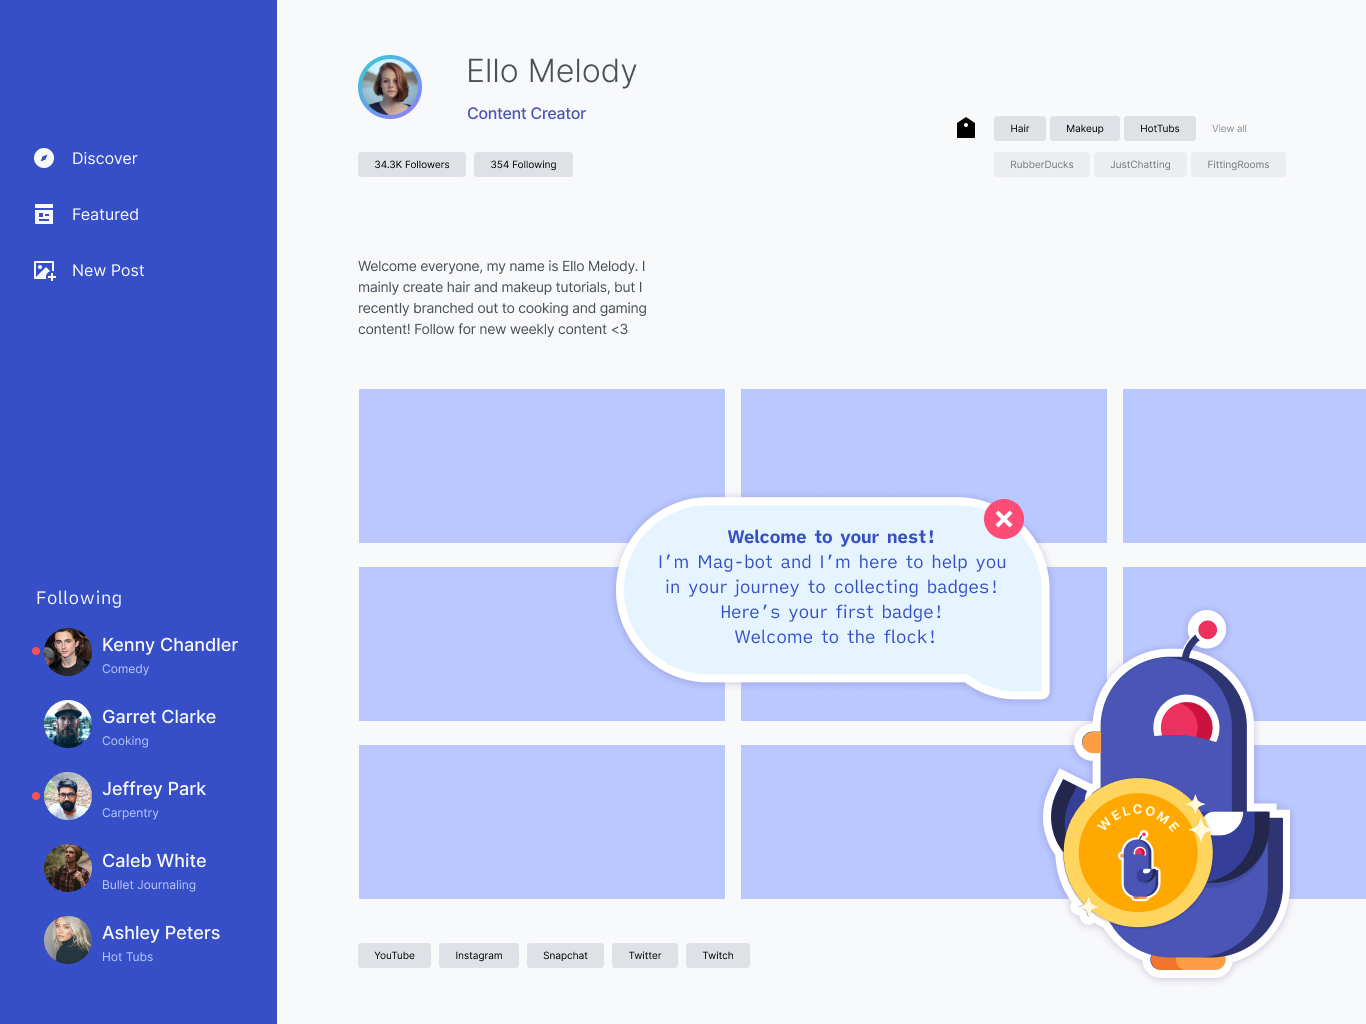 Discover
Featured
New Post
Following
Kenny Chandler
Comedy
Garret Clarke
Cooking
Jeffrey Park
Carpentry
Caleb White
Bullet Journaling
Ashley Peters
Hot Tubs
Ello Melody
Content Creator
34.3K Followers 354 Following
Hair Makeup HotTubs View all
RubberDucks JustChatting FittingRooms
Welcome everyone, my name is Ello Melody. I
mainly create hair and makeup tutorials, but I
recently branched out to cooking and gaming
content! Follow for new weekly content <3
Welcome to your nest!
I'm Mag-bot and I'm here to help you
in your journey to collecting badges!
Here's your first badge!
Welcome to the flock!
WELCOME
YouTube Instagram Snapchat Twitter Twitch